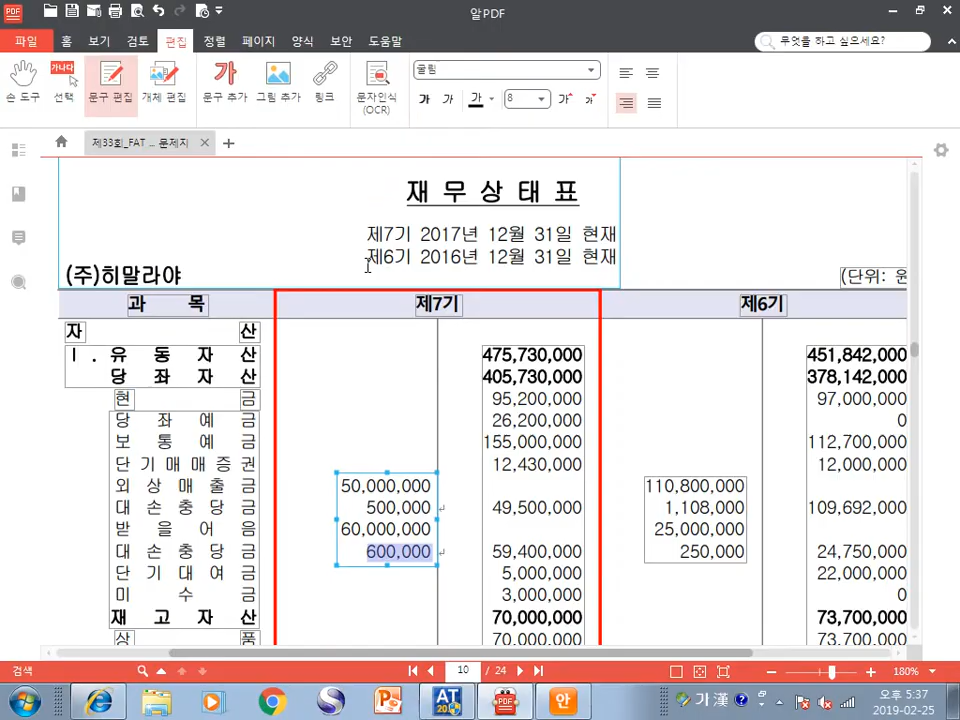 알PDF
파일 홈 보기 검토 편집 정렬 페이지 양식 보안 도움말
무엇을 하고 싶으세요?
가나다
손 도구 선택 문구 편집 개체 편집 문구 추가 그림 추가 링크 문자인식 (OCR)
굴림
가 가 가 8 가 가
제33회_FAT ... 문제지
재 무 상 태 표
제7기 2017년 12월 31일 현재
제6기 2016년 12월 31일 현재
(주)히말라야 (단위: 원
과 목 제7기 제6기
자 산
Ⅰ. 유 동 자 산 475,730,000 451,842,000
당 좌 자 산 405,730,000 378,142,000
현 금 95,200,000 97,000,000
당 좌 예 금 26,200,000 0
보 통 예 금 155,000,000 112,700,000
단 기 매 매 증 권 12,430,000 12,000,000
외 상 매 출 금 50,000,000 110,800,000
대 손 충 당 금 500,000 49,500,000 1,108,000 109,692,000
받 을 어 음 60,000,000 25,000,000
대 손 충 당 금 600,000 59,400,000 250,000 24,750,000
단 기 대 여 금 5,000,000 22,000,000
미 수 금 3,000,000 0
재 고 자 산 70,000,000 73,700,000
상 품 70,000,000 73,700,000
검색 10 / 24 180%
가 漢 오후 5:37
2019-02-25